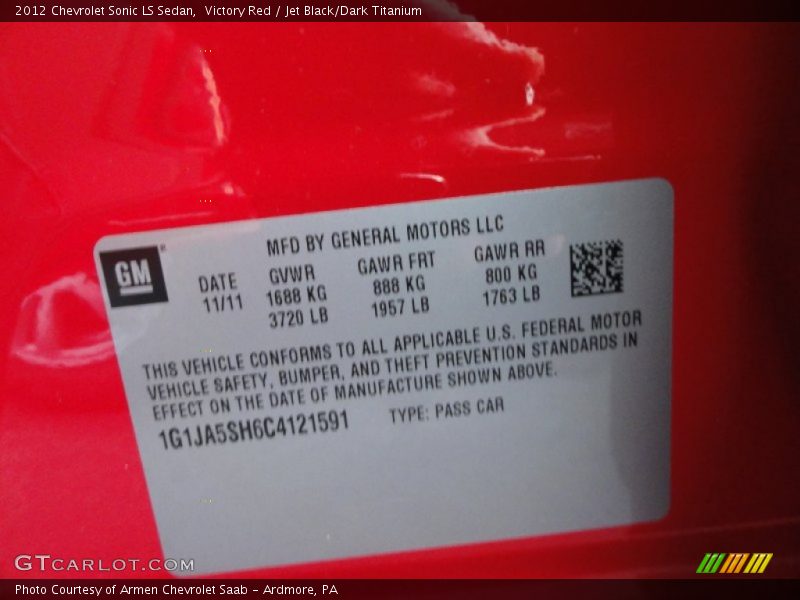 2012 Chevrolet Sonic LS Sedan,  Victory Red / Jet Black/Dark Titanium
GM
MFD BY GENERAL MOTORS LLC
DATE GVWR GAWR FRT GAWR RR
11/11 1688 KG 888 KG 800 KG
3720 LB 1957 LB 1763 LB
THIS VEHICLE CONFORMS TO ALL APPLICABLE U.S. FEDERAL MOTOR
VEHICLE SAFETY, BUMPER, AND THEFT PREVENTION STANDARDS IN
EFFECT ON THE DATE OF MANUFACTURE SHOWN ABOVE.
1G1JA5SH6C4121591 TYPE: PASS CAR
GTCARLOT.COM
Photo Courtesy of Armen Chevrolet Saab - Ardmore, PA